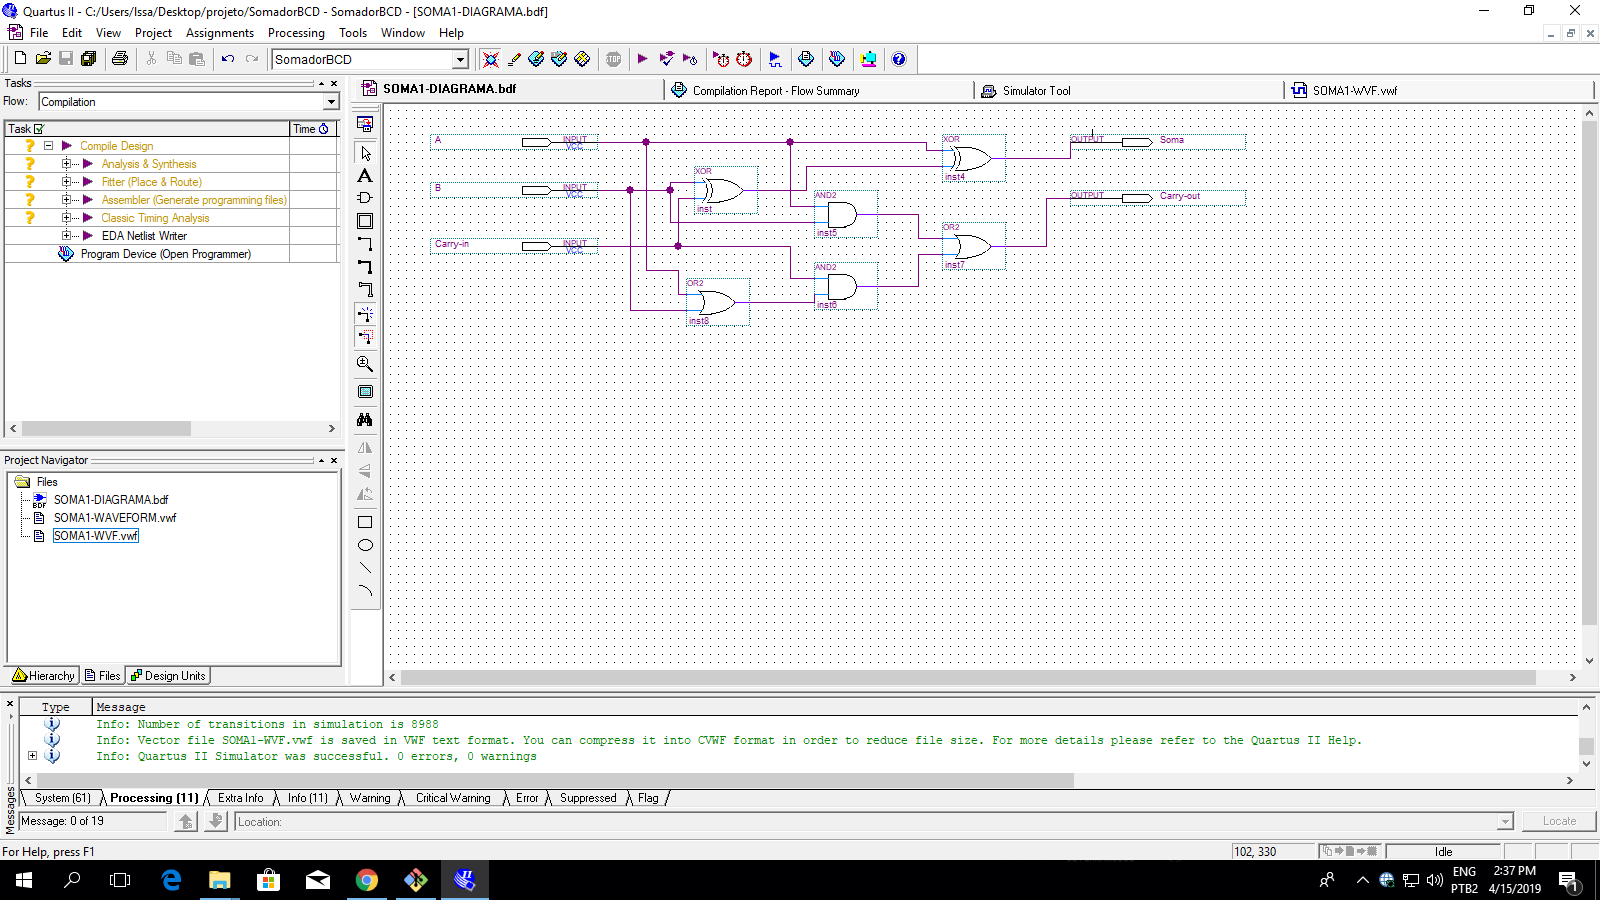 Quartus II - C:/Users/Issa/Desktop/projeto/SomadorBCD - SomadorBCD - [SOMA1-DIAGRAMA.bdf]
File Edit View Project Assignments Processing Tools Window Help
SomadorBCD
STOP
Tasks
Flow: Compilation
Task Time
Compile Design
Analysis & Synthesis
Fitter (Place & Route)
Assembler (Generate programming files)
Classic Timing Analysis
EDA Netlist Writer
Program Device (Open Programmer)
Project Navigator
Files
SOMA1-DIAGRAMA.bdf
SOMA1-WAVEFORM.vwf
SOMA1-WVF.vwf
Hierarchy Files Design Units
SOMA1-DIAGRAMA.bdf Compilation Report - Flow Summary Simulator Tool SOMA1-WVF.vwf
A INPUT VCC
B INPUT VCC
Carry-in INPUT VCC
XOR
inst
OR2
inst8
AND2
inst5
AND2
inst6
XOR
inst4
OR2
inst7
OUTPUT Soma
OUTPUT Carry-out
Type Message
Info: Number of transitions in simulation is 8988
Info: Vector file SOMA1-WVF.vwf is saved in VWF text format. You can compress it into CVWF format in order to reduce file size. For more details please refer to the Quartus II Help.
Info: Quartus II Simulator was successful. 0 errors, 0 warnings
System (61) Processing (11) Extra Info Info (11) Warning Critical Warning Error Suppressed Flag
Messages
Message: 0 of 19 Location: Locate
For Help, press F1 102, 330 Idle
ENG 2:37 PM
PTB2 4/15/2019
1